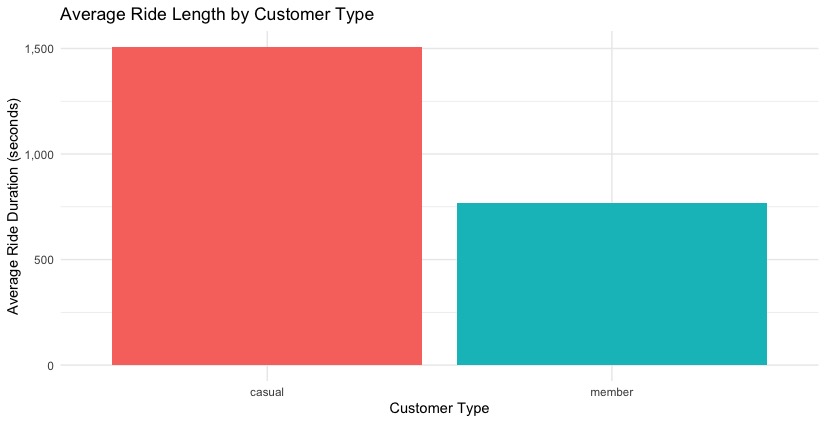 Average Ride Length by Customer Type
Average Ride Duration (seconds)
1,500
1,000
500
0
casual
member
Customer Type